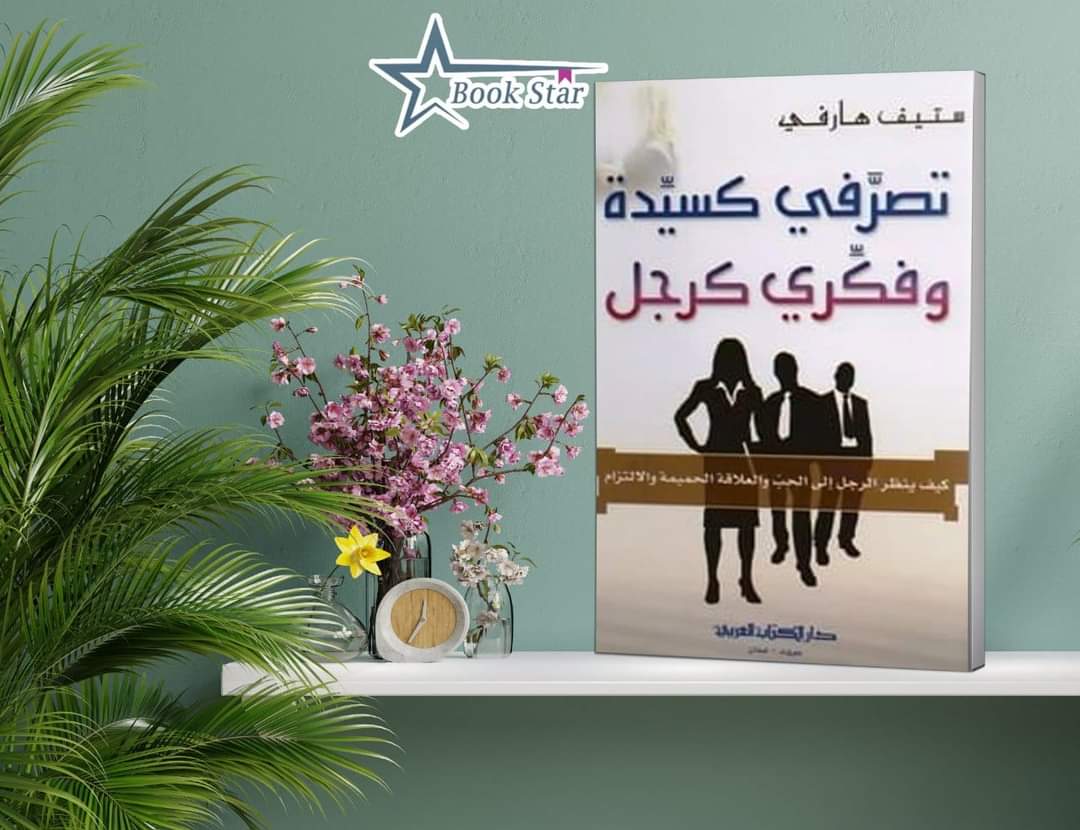 Book Star
ستيف هارفي
تصرَّفي كسيِّدة
وفكِّري كرجل
كيف ينظر الرجل إلى الحبّ والعلاقة الحميمة والالتزام
دار الكتاب العربي